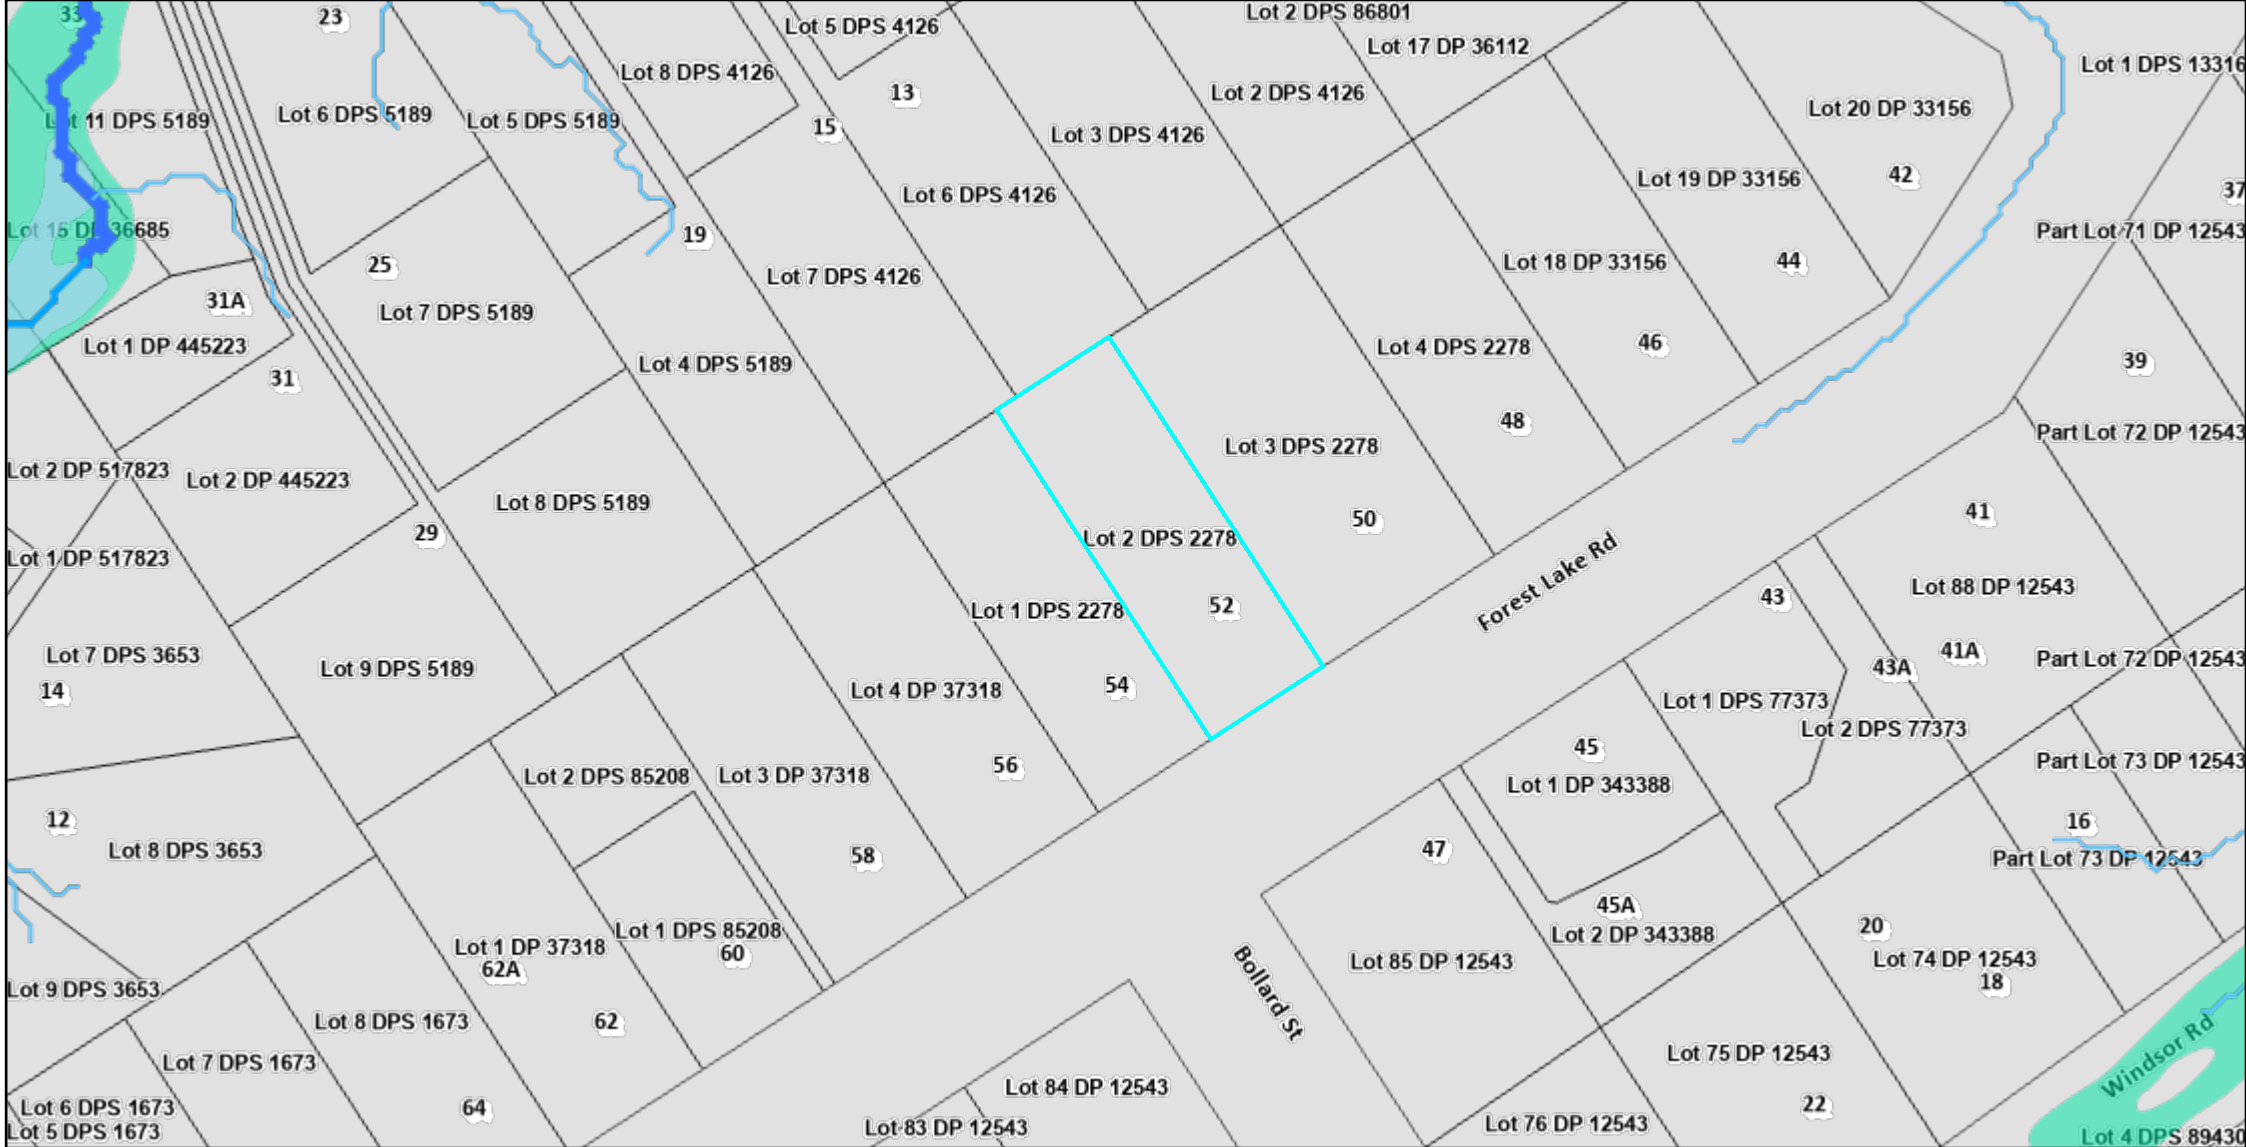 33
23
Lot 5 DPS 4126
Lot 2 DPS 86801
Lot 17 DP 36112
Lot 1 DPS 13316
Lot 8 DPS 4126
13
Lot 2 DPS 4126
Lot 20 DP 33156
Lot 11 DPS 5189
Lot 6 DPS 5189
Lot 5 DPS 5189
15
Lot 3 DPS 4126
42
Lot 19 DP 33156
37
Lot 6 DPS 4126
Lot 15 DP 36685
19
Part Lot 71 DP 12543
25
Lot 7 DPS 4126
Lot 18 DP 33156
44
31A
Lot 7 DPS 5189
Lot 1 DP 445223
Lot 4 DPS 2278
46
39
31
Lot 4 DPS 5189
48
Lot 3 DPS 2278
Part Lot 72 DP 12543
Lot 2 DP 517823
Lot 2 DP 445223
Lot 8 DPS 5189
50
41
29
Lot 2 DPS 2278
Lot 1 DP 517823
Forest Lake Rd
43
Lot 88 DP 12543
Lot 1 DPS 2278
52
Lot 7 DPS 3653
Lot 9 DPS 5189
41A
Part Lot 72 DP 12543
43A
14
Lot 4 DP 37318
54
Lot 1 DPS 77373
Lot 2 DPS 77373
45
Lot 2 DPS 85208
Lot 3 DP 37318
56
Lot 1 DP 343388
Part Lot 73 DP 12543
12
Lot 8 DPS 3653
58
47
16
Part Lot 73 DP 12543
45A
Lot 1 DP 37318
Lot 1 DPS 85208
Lot 2 DP 343388
20
62A
60
Lot 85 DP 12543
Lot 74 DP 12543
18
Lot 9 DPS 3653
Bollard St
Lot 8 DPS 1673
62
Lot 7 DPS 1673
Lot 75 DP 12543
Windsor Rd
Lot 84 DP 12543
Lot 6 DPS 1673
64
22
Lot 5 DPS 1673
Lot 83 DP 12543
Lot 76 DP 12543
Lot 4 DPS 89430